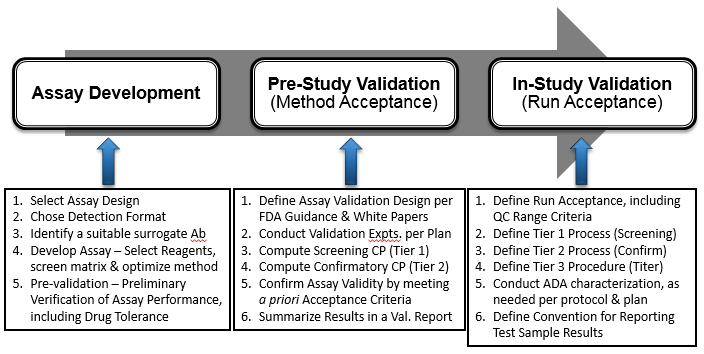 Assay Development
Pre-Study Validation
(Method Acceptance)
In-Study Validation
(Run Acceptance)
1. Select Assay Design
2. Chose Detection Format
3. Identify a suitable surrogate Ab
4. Develop Assay – Select Reagents,
screen matrix & optimize method
5. Pre-validation – Preliminary
Verification of Assay Performance,
including Drug Tolerance
1. Define Assay Validation Design per
FDA Guidance & White Papers
2. Conduct Validation Expts. per Plan
3. Compute Screening CP (Tier 1)
4. Compute Confirmatory CP (Tier 2)
5. Confirm Assay Validity by meeting
a priori Acceptance Criteria
6. Summarize Results in a Val. Report
1. Define Run Acceptance, including
QC Range Criteria
2. Define Tier 1 Process (Screening)
3. Define Tier 2 Process (Confirm)
4. Define Tier 3 Procedure (Titer)
5. Conduct ADA characterization, as
needed per protocol & plan
6. Define Convention for Reporting
Test Sample Results